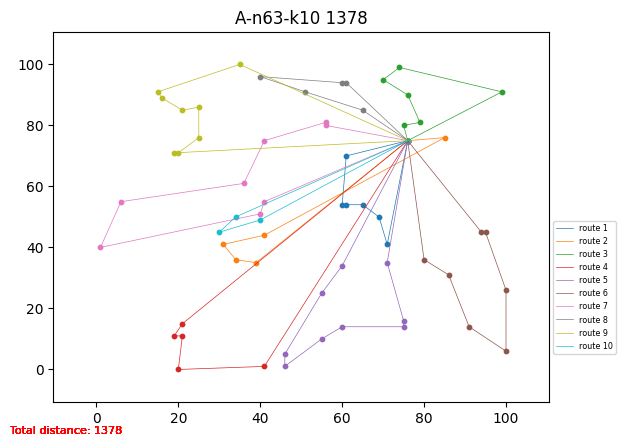 A-n63-k10 1378
100
80
60
40
20
0
0 20 40 60 80 100
route 1
route 2
route 3
route 4
route 5
route 6
route 7
route 8
route 9
route 10
Total distance: 1378